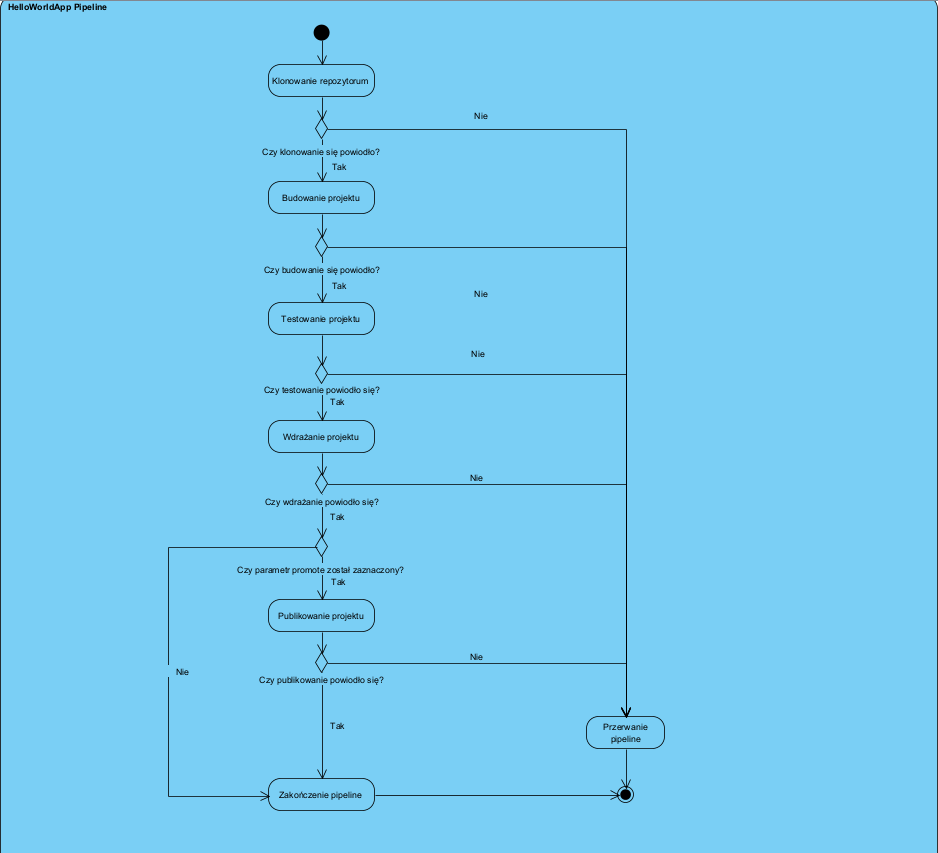 HelloWorldApp Pipeline
Klonowanie repozytorum
Nie
Czy klonowanie się powiodło?
Tak
Budowanie projektu
Czy budowanie się powiodło?
Tak
Nie
Testowanie projektu
Nie
Czy testowanie powiodło się?
Tak
Wdrażanie projektu
Nie
Czy wdrażanie powiodło się?
Tak
Czy parametr promote został zaznaczony?
Tak
Publikowanie projektu
Nie
Nie
Czy publikowanie powiodło się?
Tak
Przerwanie
pipeline
Zakończenie pipeline